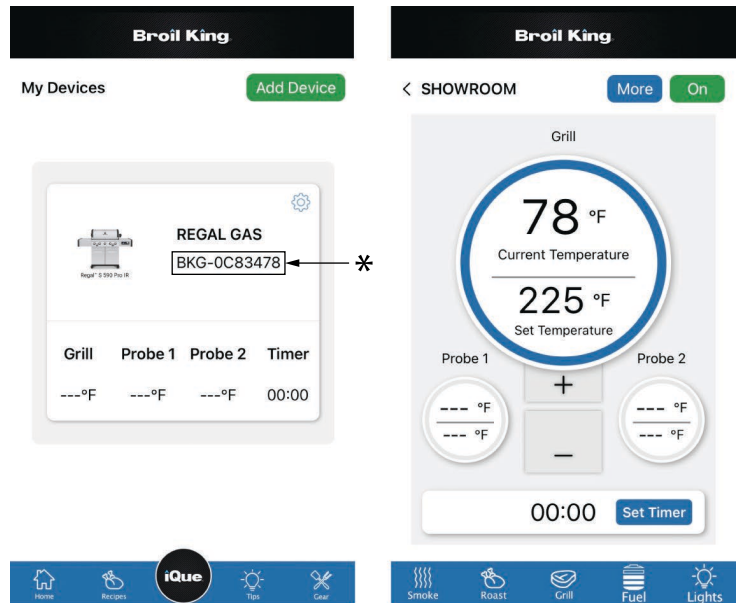 Broil King
My Devices
Add Device
REGAL GAS
BKG-0C83478
*
Regal™ S 590 Pro IR
Grill Probe 1 Probe 2 Timer
---°F ---°F ---°F 00:00
Home Recipes iQue Tips Gear
Broil King
< SHOWROOM
More
On
Grill
78 °F
Current Temperature
225 °F
Set Temperature
Probe 1
Probe 2
+
--- °F
--- °F
--- °F
--- °F
−
00:00
Set Timer
Smoke Roast Grill Fuel Lights